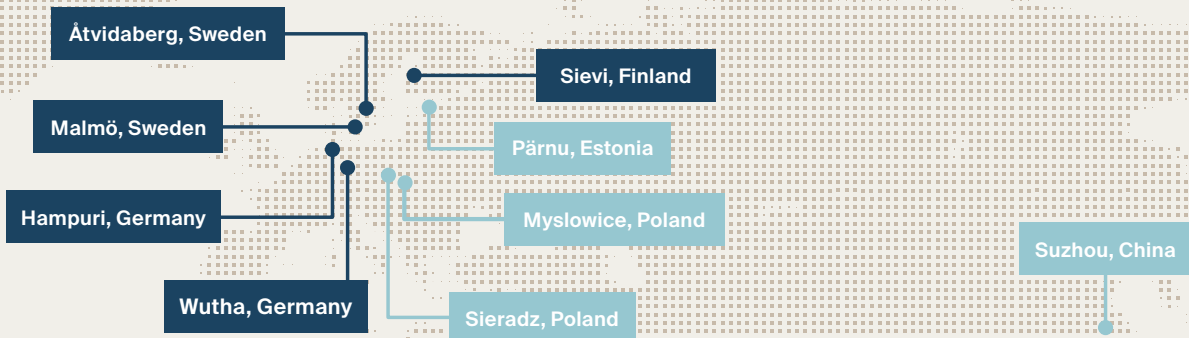 Åtvidaberg, Sweden
Sievi, Finland
Malmö, Sweden
Pärnu, Estonia
Hampuri, Germany
Myslowice, Poland
Suzhou, China
Wutha, Germany
Sieradz, Poland